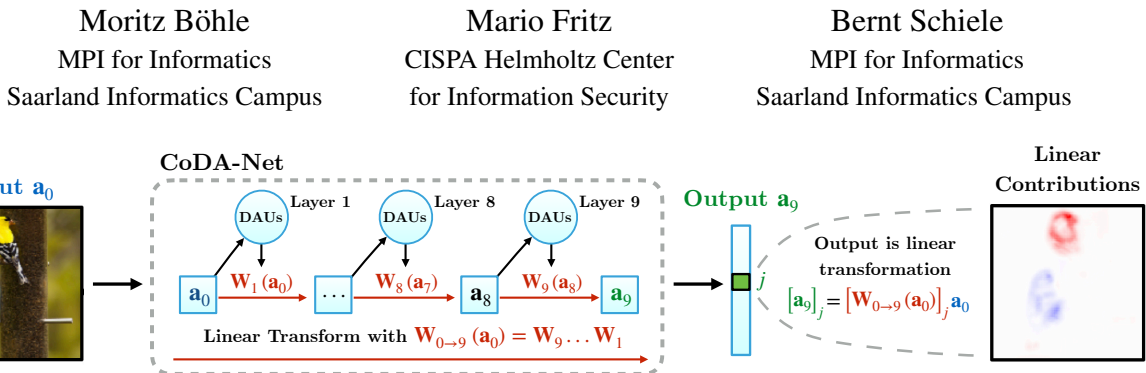 Moritz Böhle
MPI for Informatics
Saarland Informatics Campus
Mario Fritz
CISPA Helmholtz Center
for Information Security
Bernt Schiele
MPI for Informatics
Saarland Informatics Campus
ut a₀
CoDA-Net
DAUs Layer 1
DAUs Layer 8
DAUs Layer 9
a₀ W₁(a₀) ... W₈(a₇) a₈ W₉(a₈) a₉
Linear Transform with W₀→₉(a₀) = W₉ ... W₁
Output a₉
j
Output is linear
transformation
[a₉]ⱼ = [W₀→₉(a₀)]ⱼ a₀
Linear
Contributions